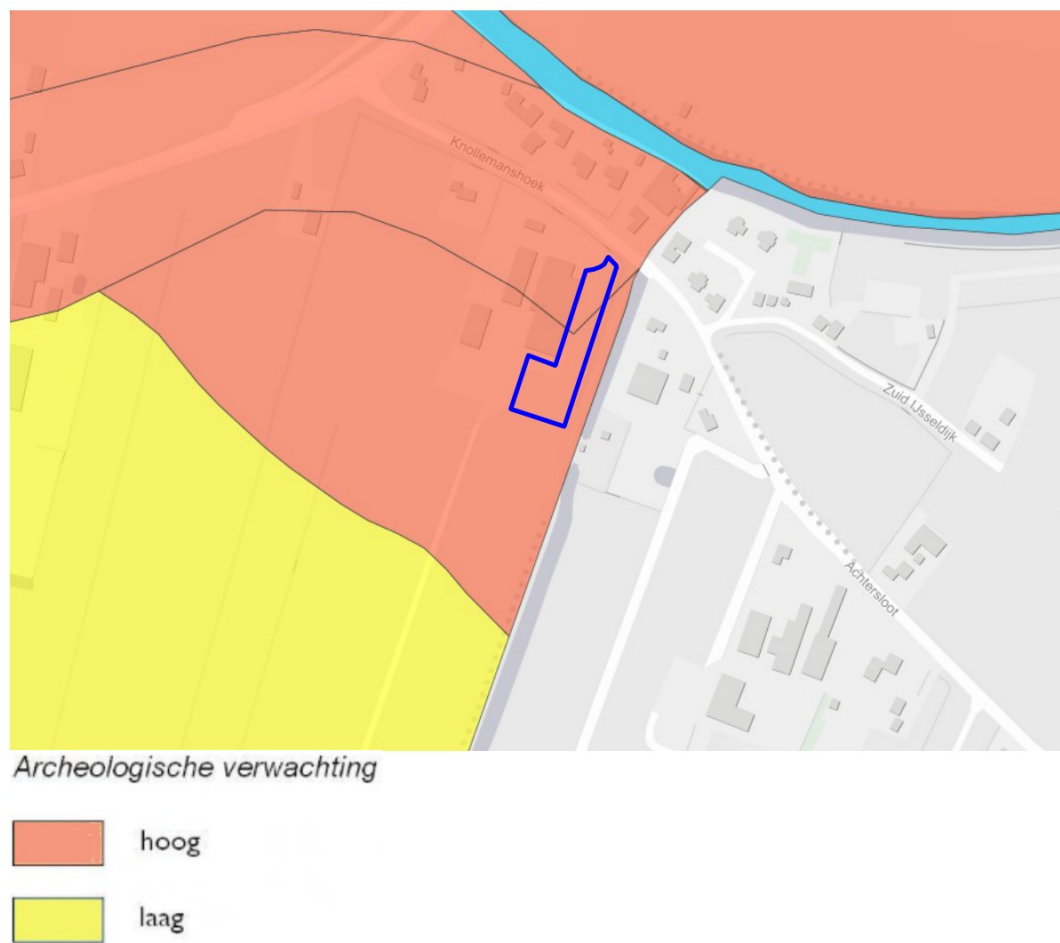 Knollemanshoek
Zuid IJsseldijk
Achtersloot
Archeologische verwachting
hoog
laag